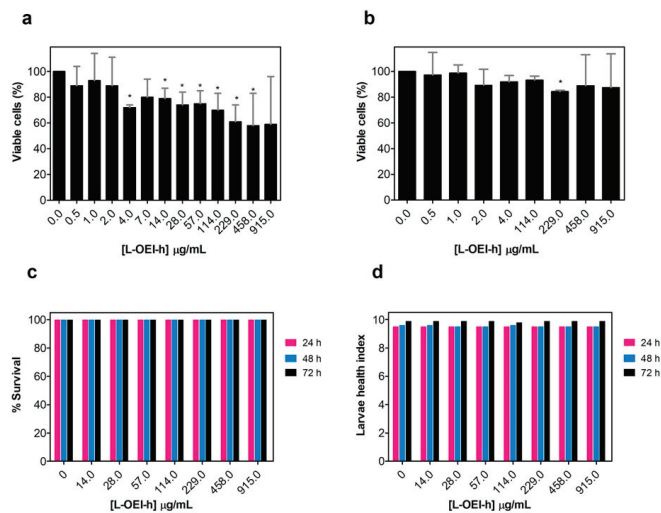 a
Viable cells (%)
100
80
60
40
20
0
* * * * * * * *
0.0 0.5 1.0 2.0 4.0 7.0 14.0 28.0 57.0 114.0 229.0 458.0 915.0
[L-OEI-h] µg/mL
b
Viable cells (%)
100
80
60
40
20
0
*
0.0 0.5 1.0 2.0 4.0 114.0 229.0 458.0 915.0
[L-OEI-h] µg/mL
c
% Survival
100
80
60
40
20
0
0 14.0 28.0 57.0 114.0 229.0 458.0 915.0
[L-OEI-h] µg/mL
24 h
48 h
72 h
d
Larvae health index
10
8
6
4
2
0
0 14.0 28.0 57.0 114.0 229.0 458.0 915.0
[L-OEI-h] µg/mL
24 h
48 h
72 h